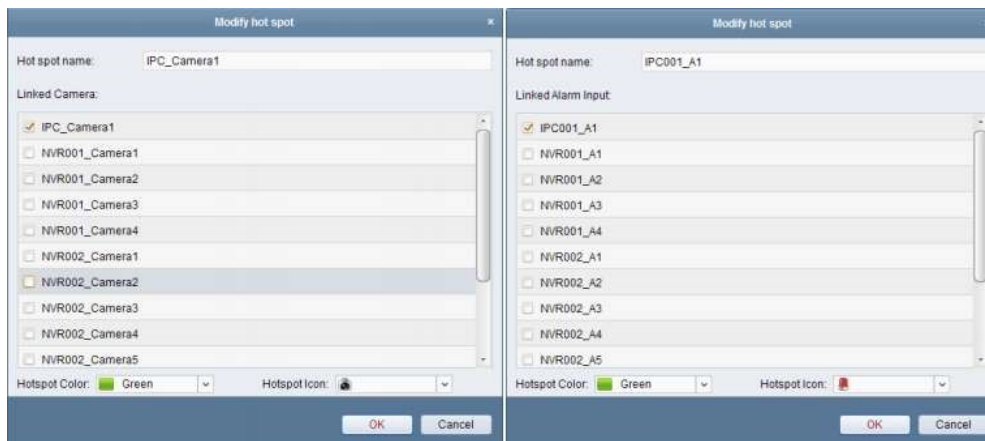 Modify hot spot
Hot spot name: IPC_Camera1
Linked Camera:
IPC_Camera1
NVR001_Camera1
NVR001_Camera2
NVR001_Camera3
NVR001_Camera4
NVR002_Camera1
NVR002_Camera2
NVR002_Camera3
NVR002_Camera4
NVR002_Camera5
Hotspot Color: Green Hotspot Icon:
OK Cancel
Modify hot spot
Hot spot name: IPC001_A1
Linked Alarm Input:
IPC001_A1
NVR001_A1
NVR001_A2
NVR001_A3
NVR001_A4
NVR002_A1
NVR002_A2
NVR002_A3
NVR002_A4
NVR002_A5
Hotspot Color: Green Hotspot Icon:
OK Cancel